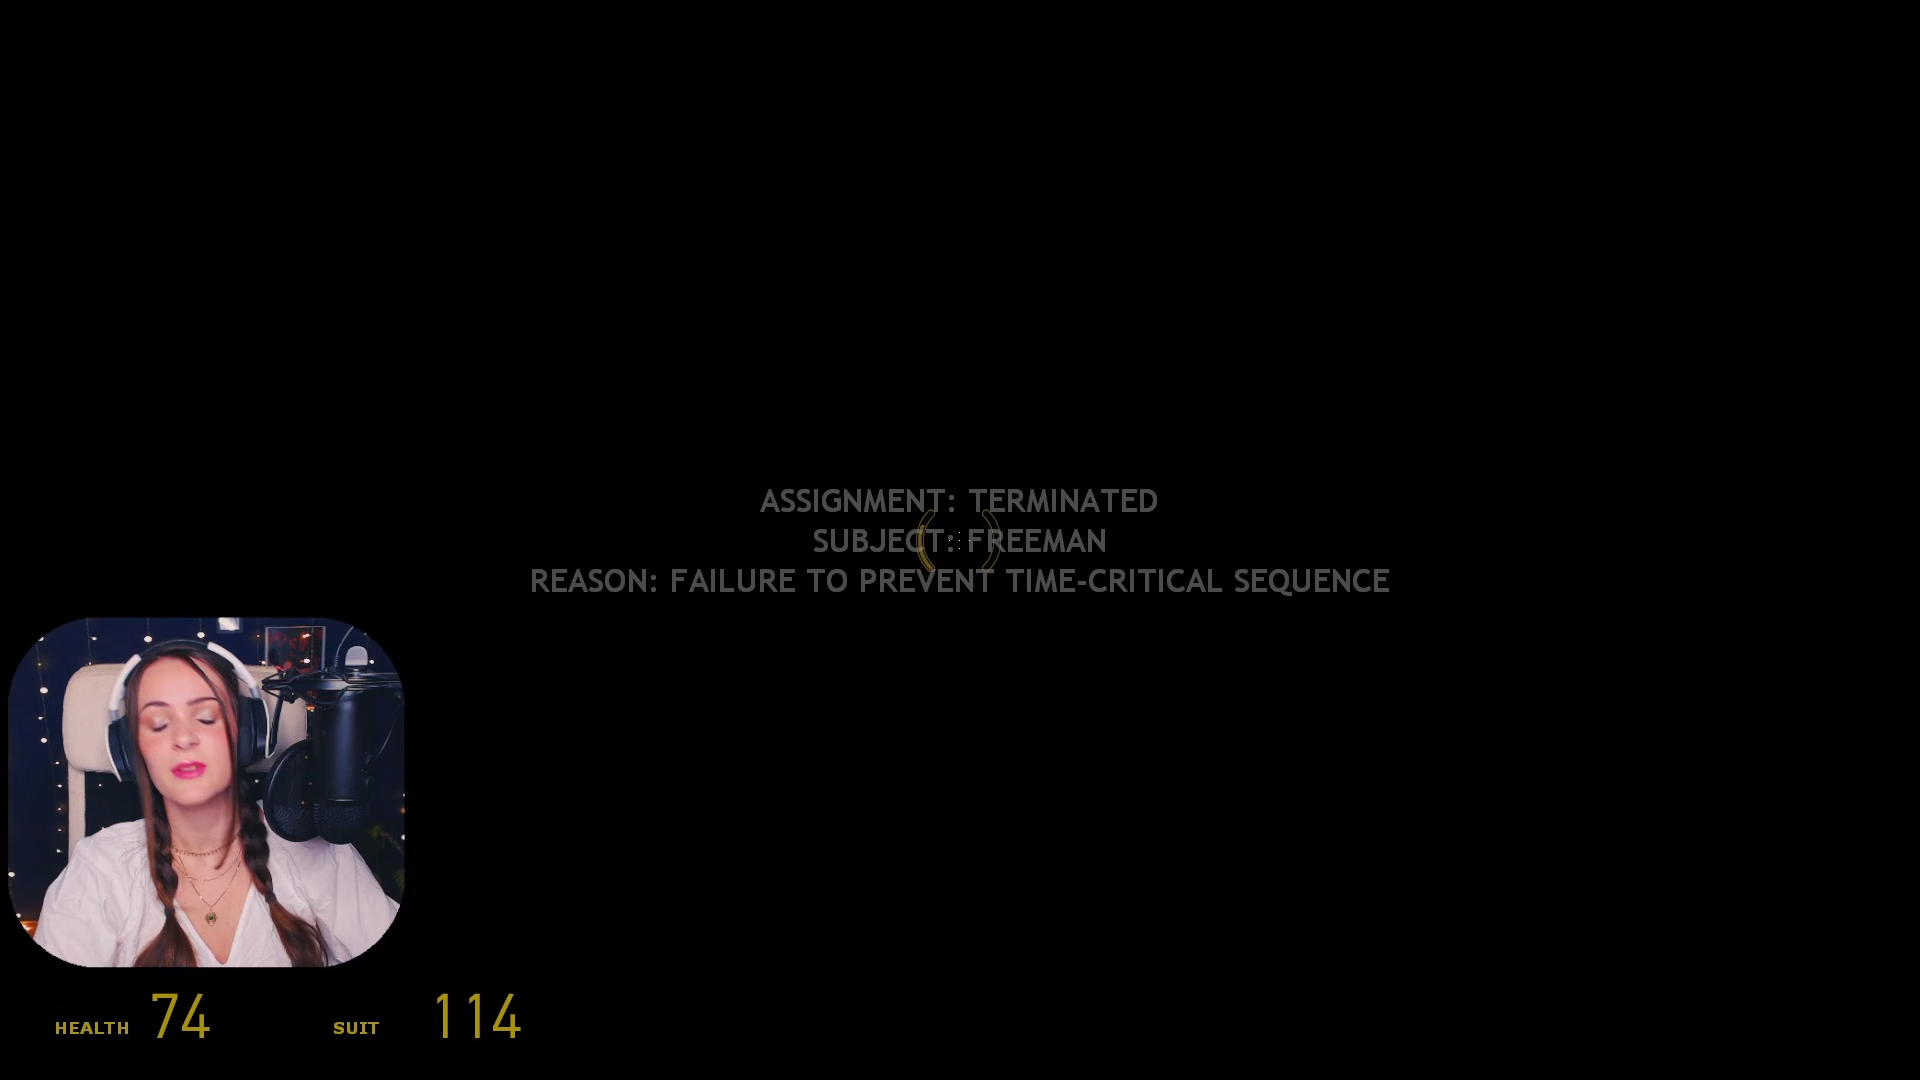 ASSIGNMENT: TERMINATED
SUBJECT: FREEMAN
REASON: FAILURE TO PREVENT TIME-CRITICAL SEQUENCE
HEALTH 74 SUIT 114